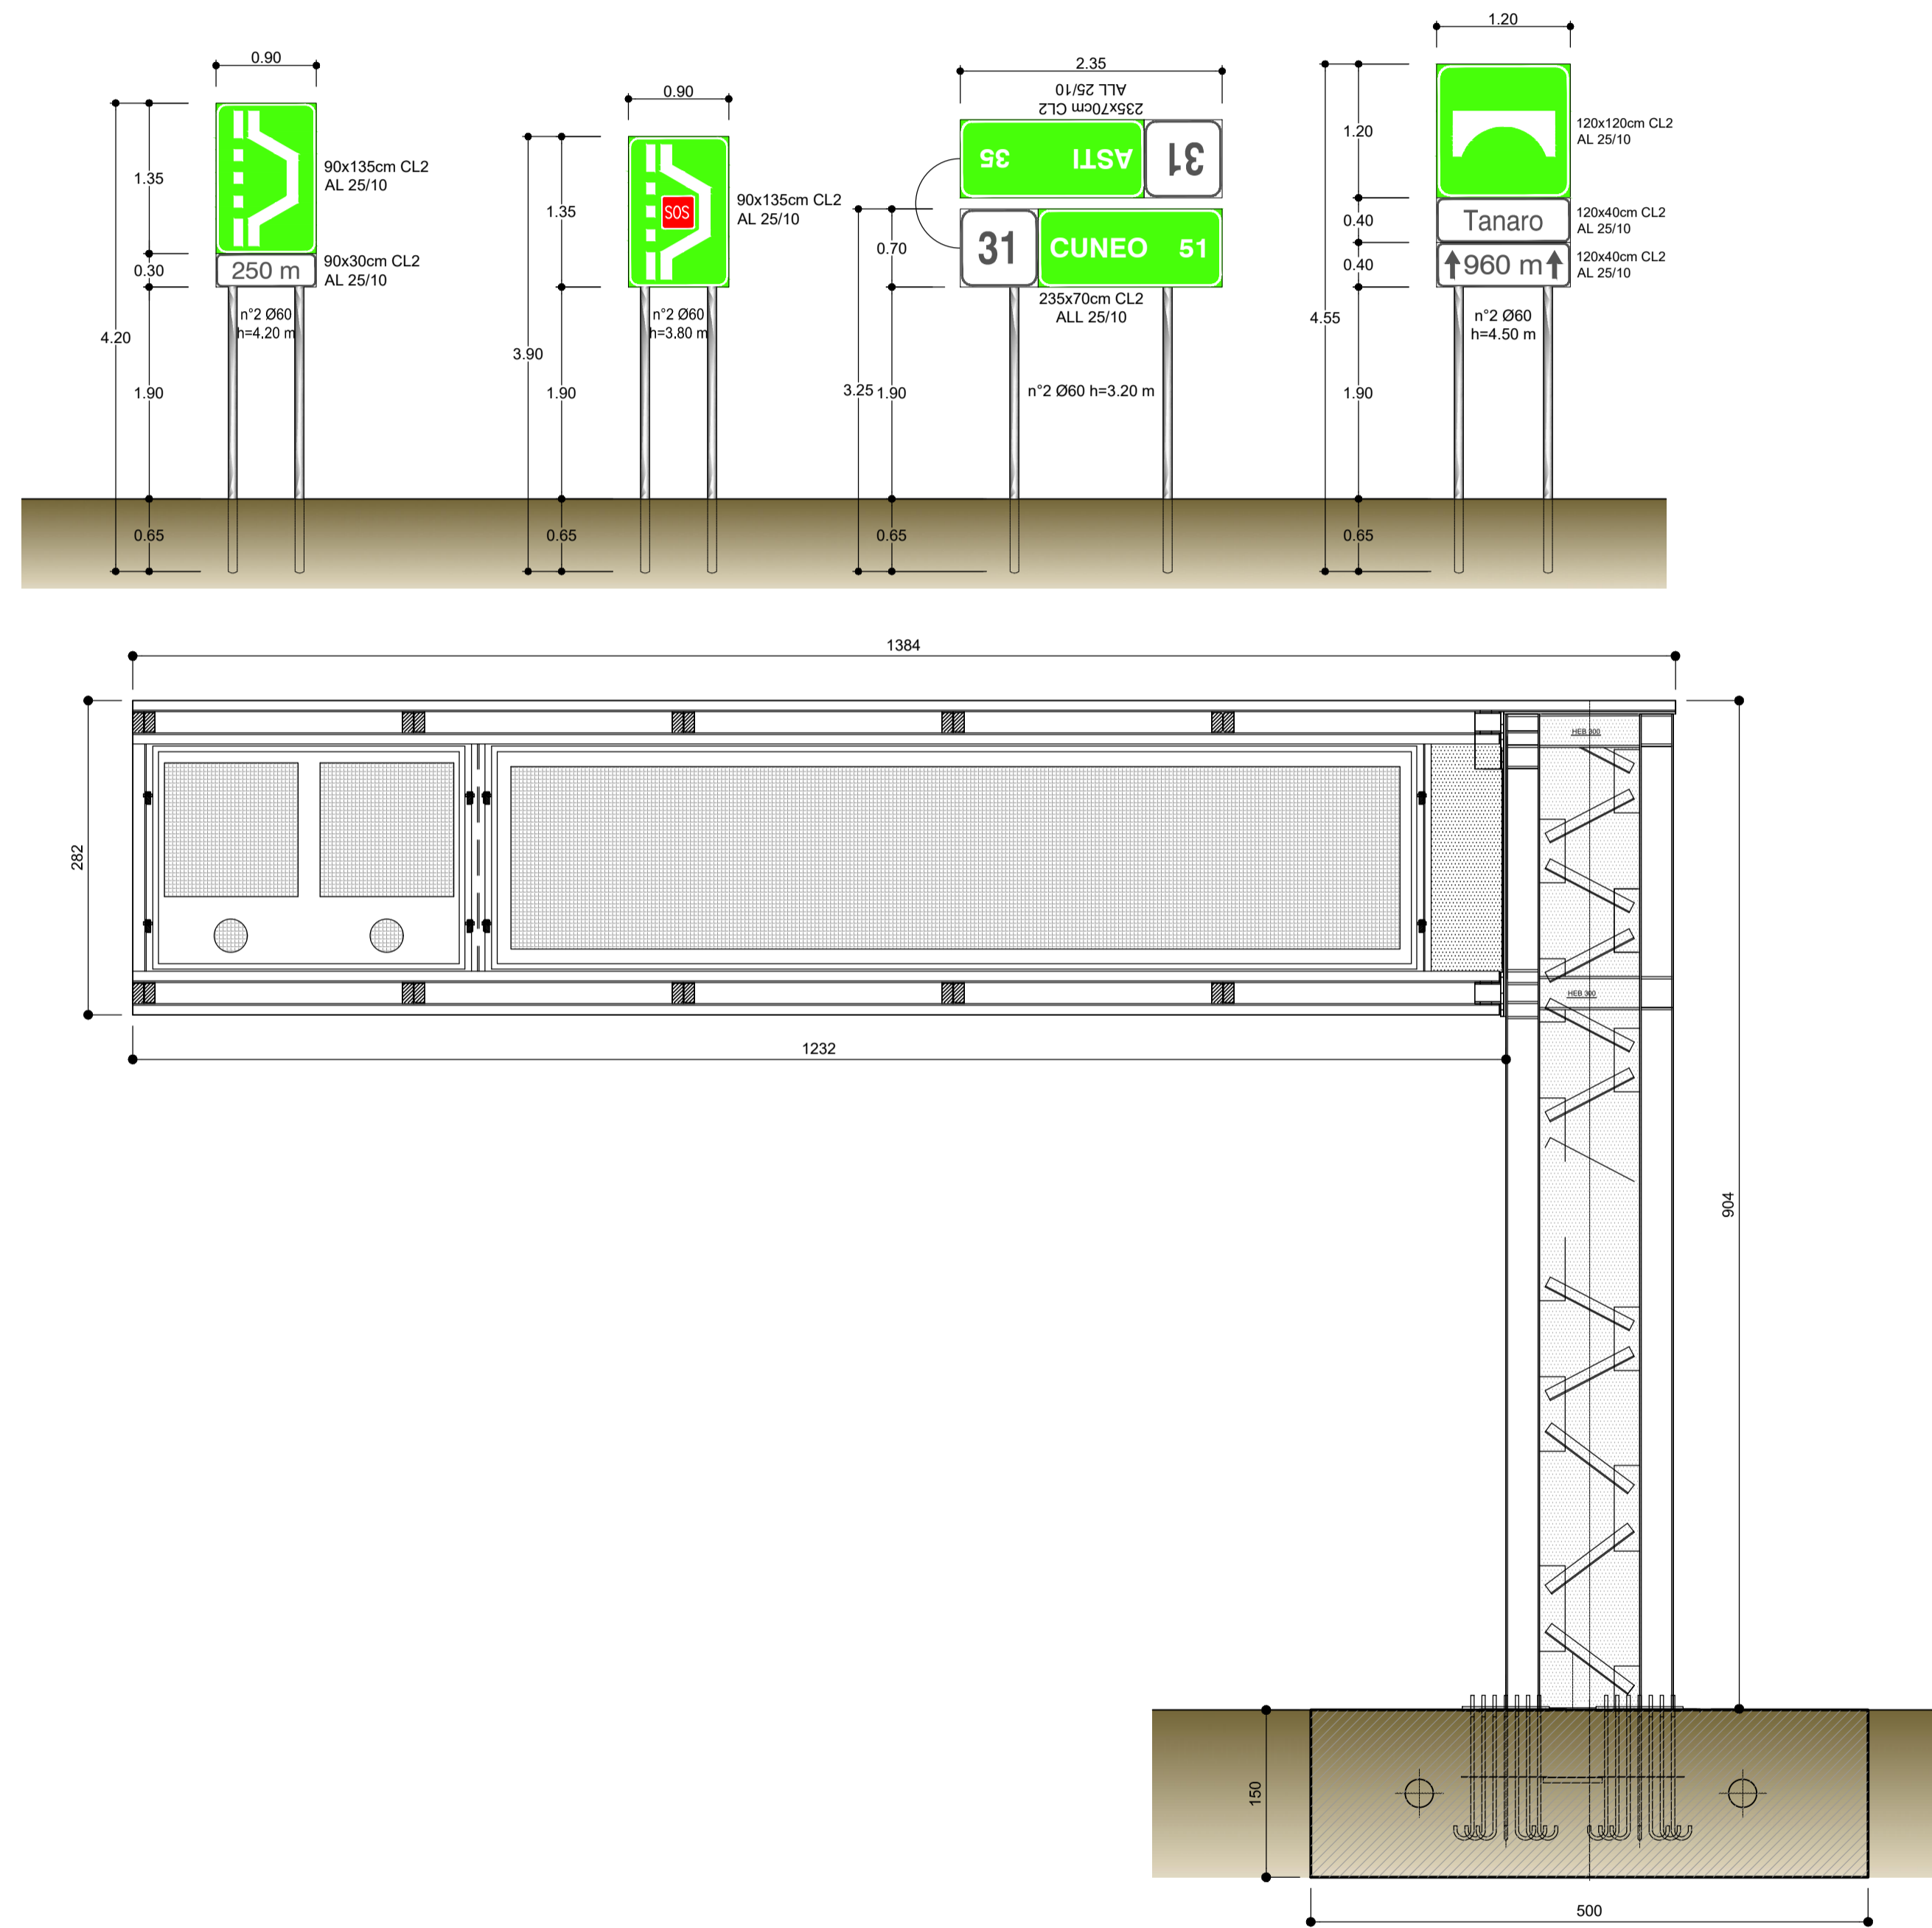 0.90
1.35
0.30
4.20
1.90
0.65
250 m
90x135cm CL2
AL 25/10
90x30cm CL2
AL 25/10
n°2 Ø60
h=4.20 m
0.90
1.35
3.90
1.90
0.65
SOS
90x135cm CL2
AL 25/10
n°2 Ø60
h=3.80 m
2.35
235x70cm CL2
ALL 25/10
31 ASTI 35
31 CUNEO 51
0.70
3.25
1.90
0.65
235x70cm CL2
ALL 25/10
n°2 Ø60 h=3.20 m
1.20
1.20
0.40
0.40
4.55
1.90
0.65
Tanaro
960 m
120x120cm CL2
AL 25/10
120x40cm CL2
AL 25/10
120x40cm CL2
AL 25/10
n°2 Ø60
h=4.50 m
1384
282
HEB 300
HEB 300
1232
904
150
500